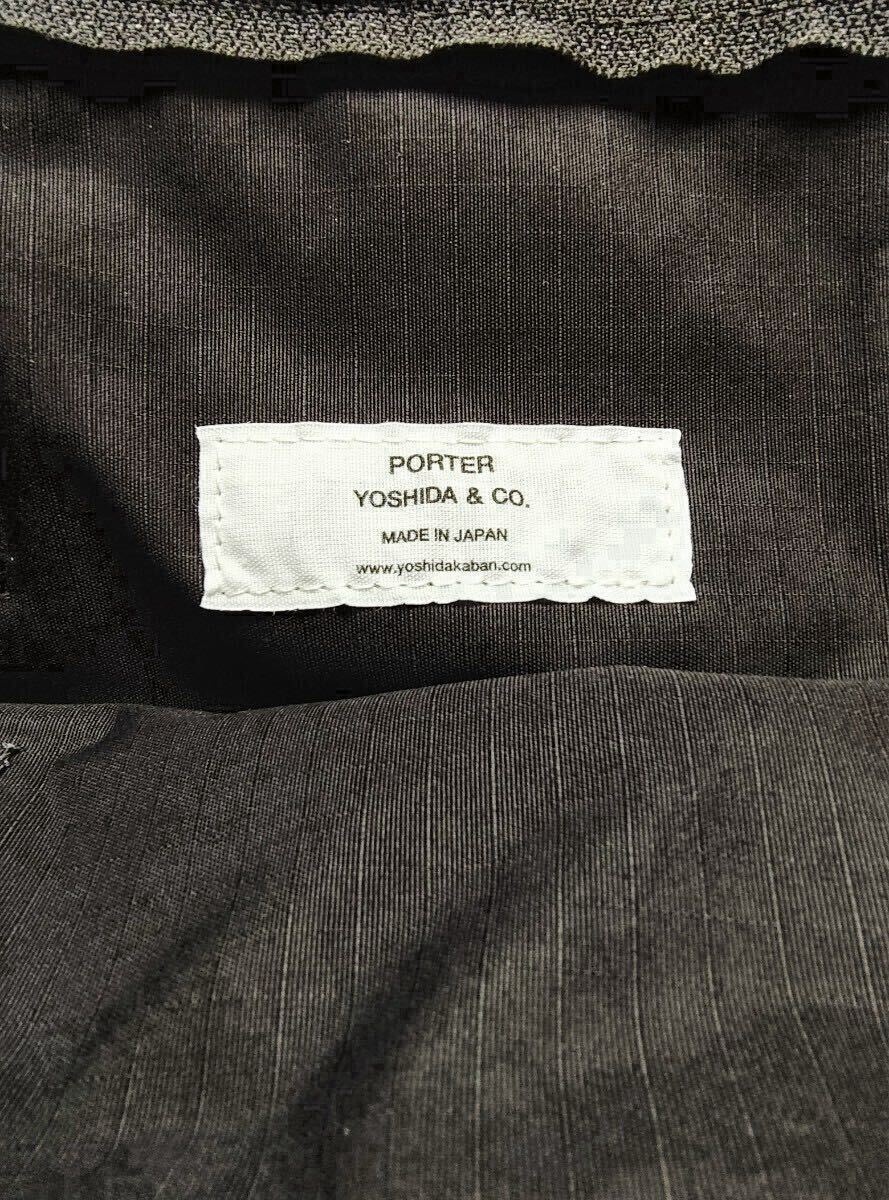 PORTER
YOSHIDA & CO.
MADE IN JAPAN
www.yoshidakaban.com